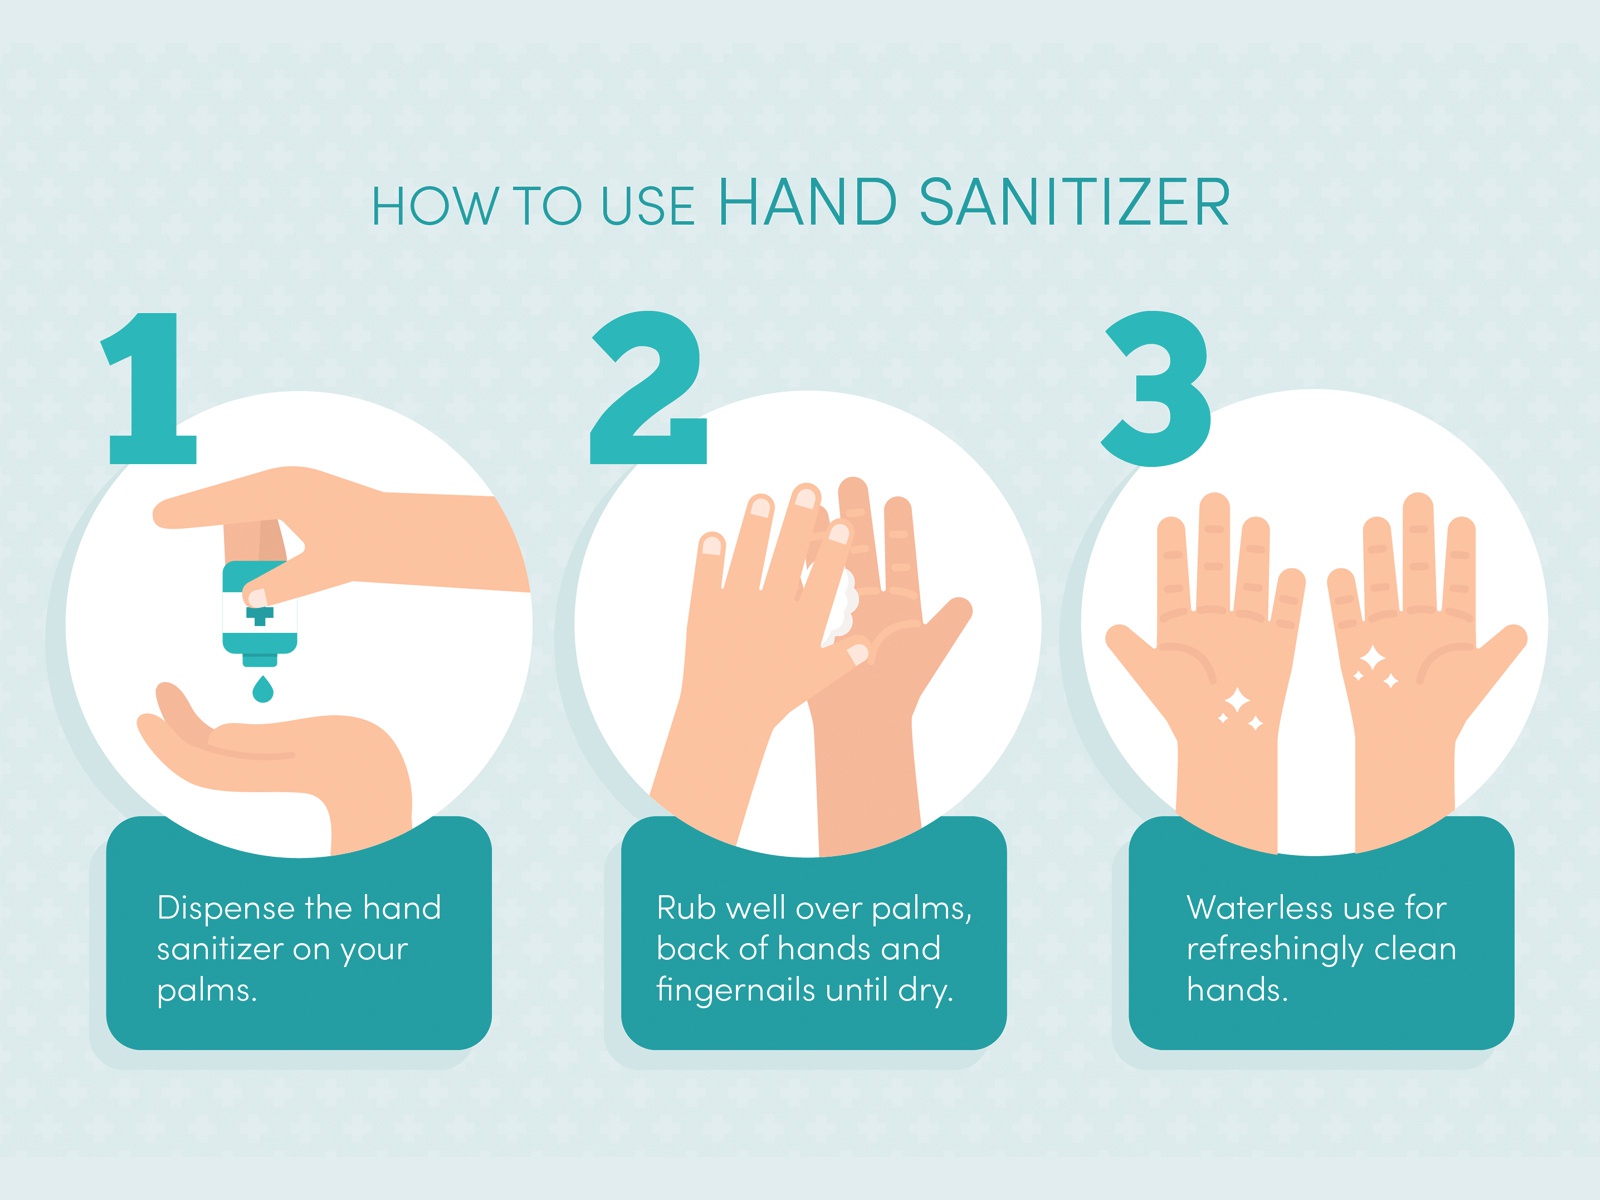 HOW TO USE HAND SANITIZER
1
Dispense the hand
sanitizer on your
palms.
2
Rub well over palms,
back of hands and
fingernails until dry.
3
Waterless use for
refreshingly clean
hands.